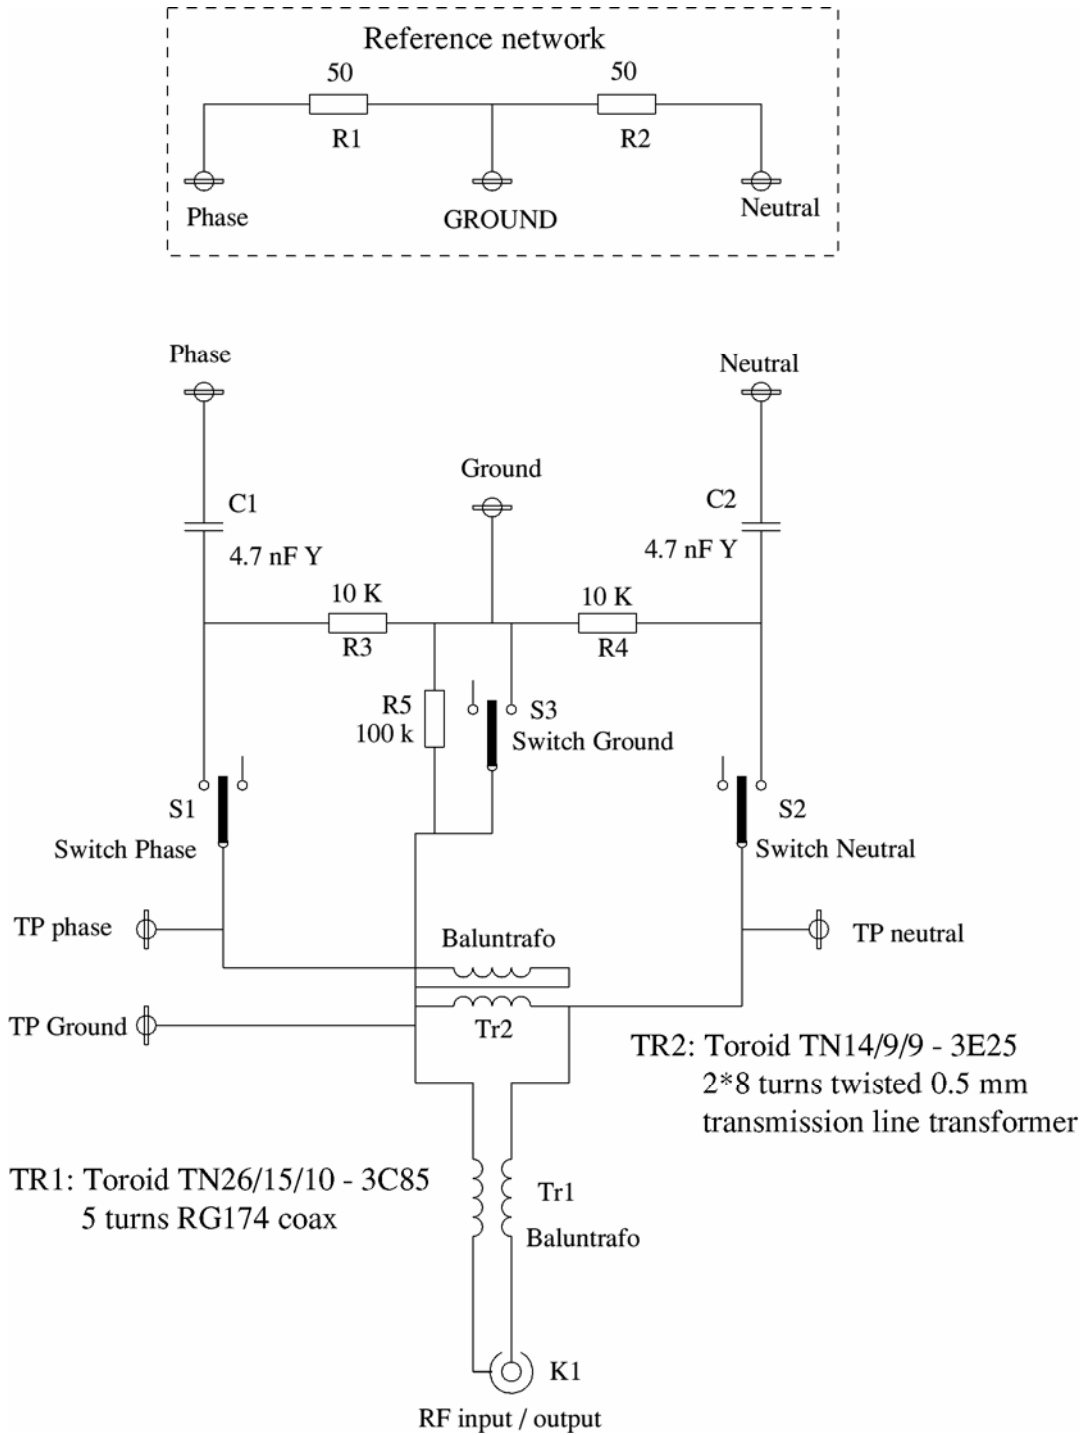 Reference network
50
50
R1
R2
Phase
GROUND
Neutral
Phase
Neutral
Ground
C1
4.7 nF Y
C2
4.7 nF Y
10 K
R3
10 K
R4
R5
100 k
S3
Switch Ground
S1
Switch Phase
S2
Switch Neutral
TP phase
TP neutral
Baluntrafo
Tr2
TP Ground
TR2: Toroid TN14/9/9 - 3E25
2*8 turns twisted 0.5 mm
transmission line transformer
TR1: Toroid TN26/15/10 - 3C85
5 turns RG174 coax
Tr1
Baluntrafo
K1
RF input / output